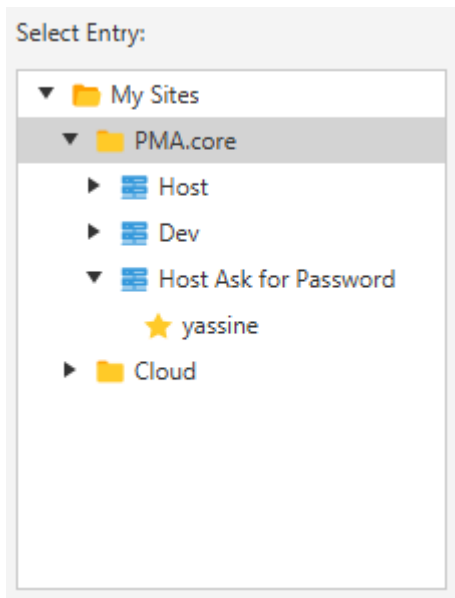 Select Entry:
My Sites
PMA.core
Host
Dev
Host Ask for Password
yassine
Cloud